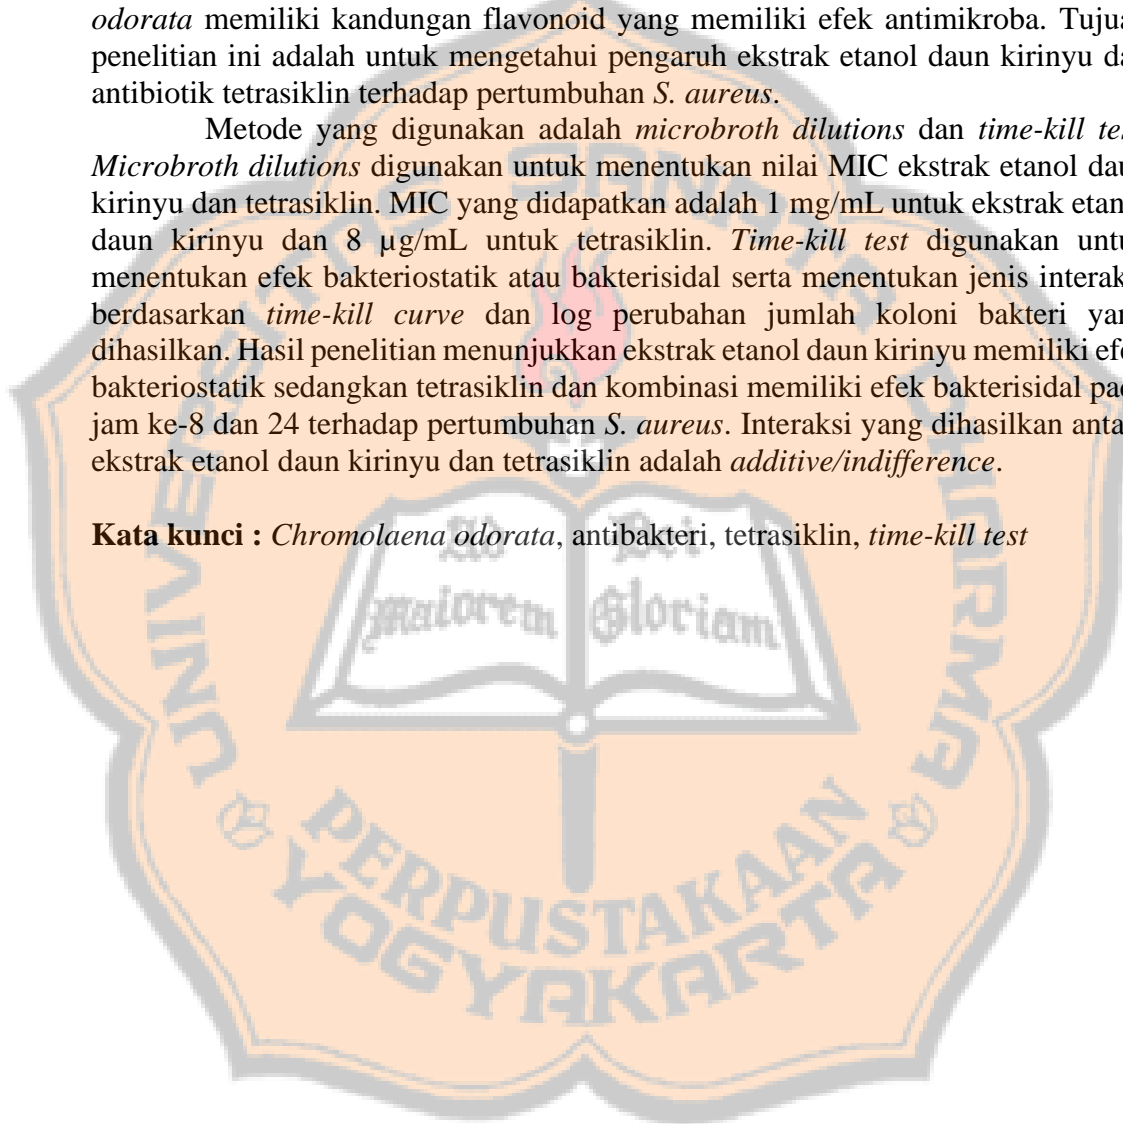 odorata memiliki kandungan flavonoid yang memiliki efek antimikroba. Tujua
penelitian ini adalah untuk mengetahui pengaruh ekstrak etanol daun kirinyu da
antibiotik tetrasiklin terhadap pertumbuhan S. aureus.
Metode yang digunakan adalah microbroth dilutions dan time-kill tes
Microbroth dilutions digunakan untuk menentukan nilai MIC ekstrak etanol dau
kirinyu dan tetrasiklin. MIC yang didapatkan adalah 1 mg/mL untuk ekstrak etan
daun kirinyu dan 8 µg/mL untuk tetrasiklin. Time-kill test digunakan untu
menentukan efek bakteriostatik atau bakterisidal serta menentukan jenis interak
berdasarkan time-kill curve dan log perubahan jumlah koloni bakteri yan
dihasilkan. Hasil penelitian menunjukkan ekstrak etanol daun kirinyu memiliki efe
bakteriostatik sedangkan tetrasiklin dan kombinasi memiliki efek bakterisidal pad
jam ke-8 dan 24 terhadap pertumbuhan S. aureus. Interaksi yang dihasilkan anta
ekstrak etanol daun kirinyu dan tetrasiklin adalah additive/indifference.
Kata kunci : Chromolaena odorata, antibakteri, tetrasiklin, time-kill test
UNIVERSITAS SANATA DHARMA
Ad Dei
Maiorem Gloriam
PERPUSTAKAAN
YOGYAKARTA